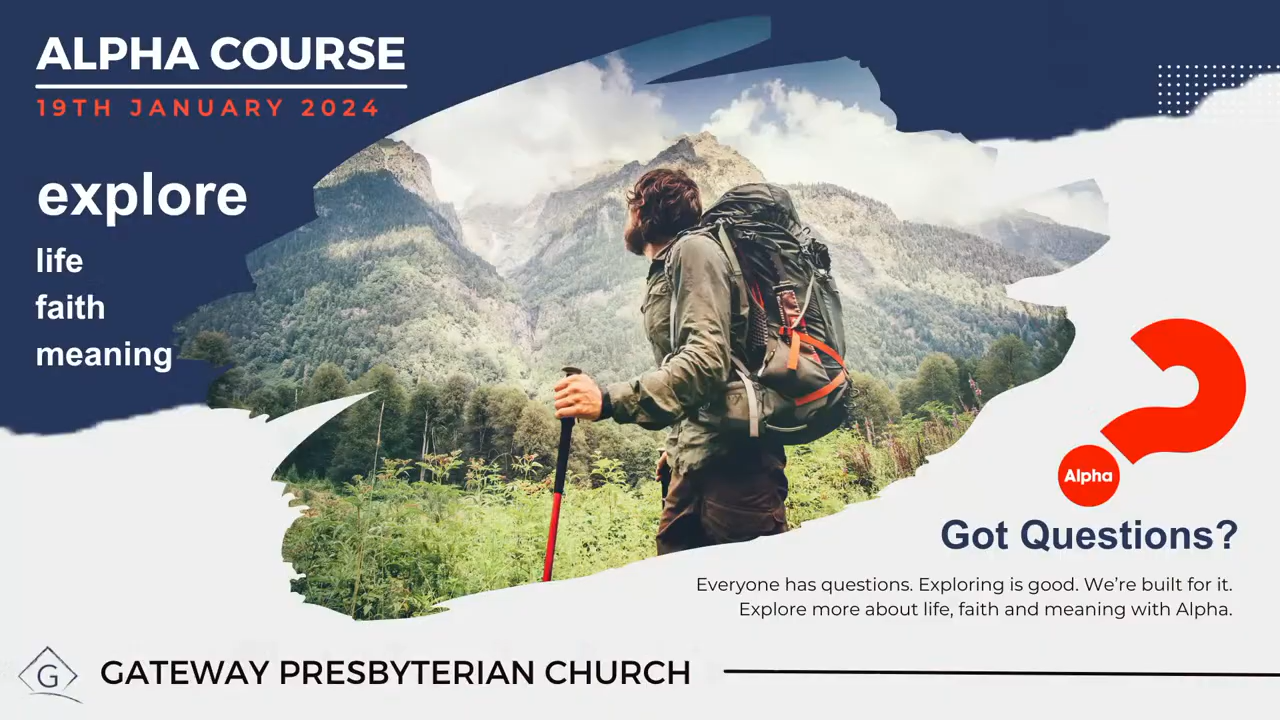 ALPHA COURSE
19TH JANUARY 2024
explore
life
faith
meaning
Alpha
Got Questions?
Everyone has questions. Exploring is good. We're built for it.
Explore more about life, faith and meaning with Alpha.
G
GATEWAY PRESBYTERIAN CHURCH